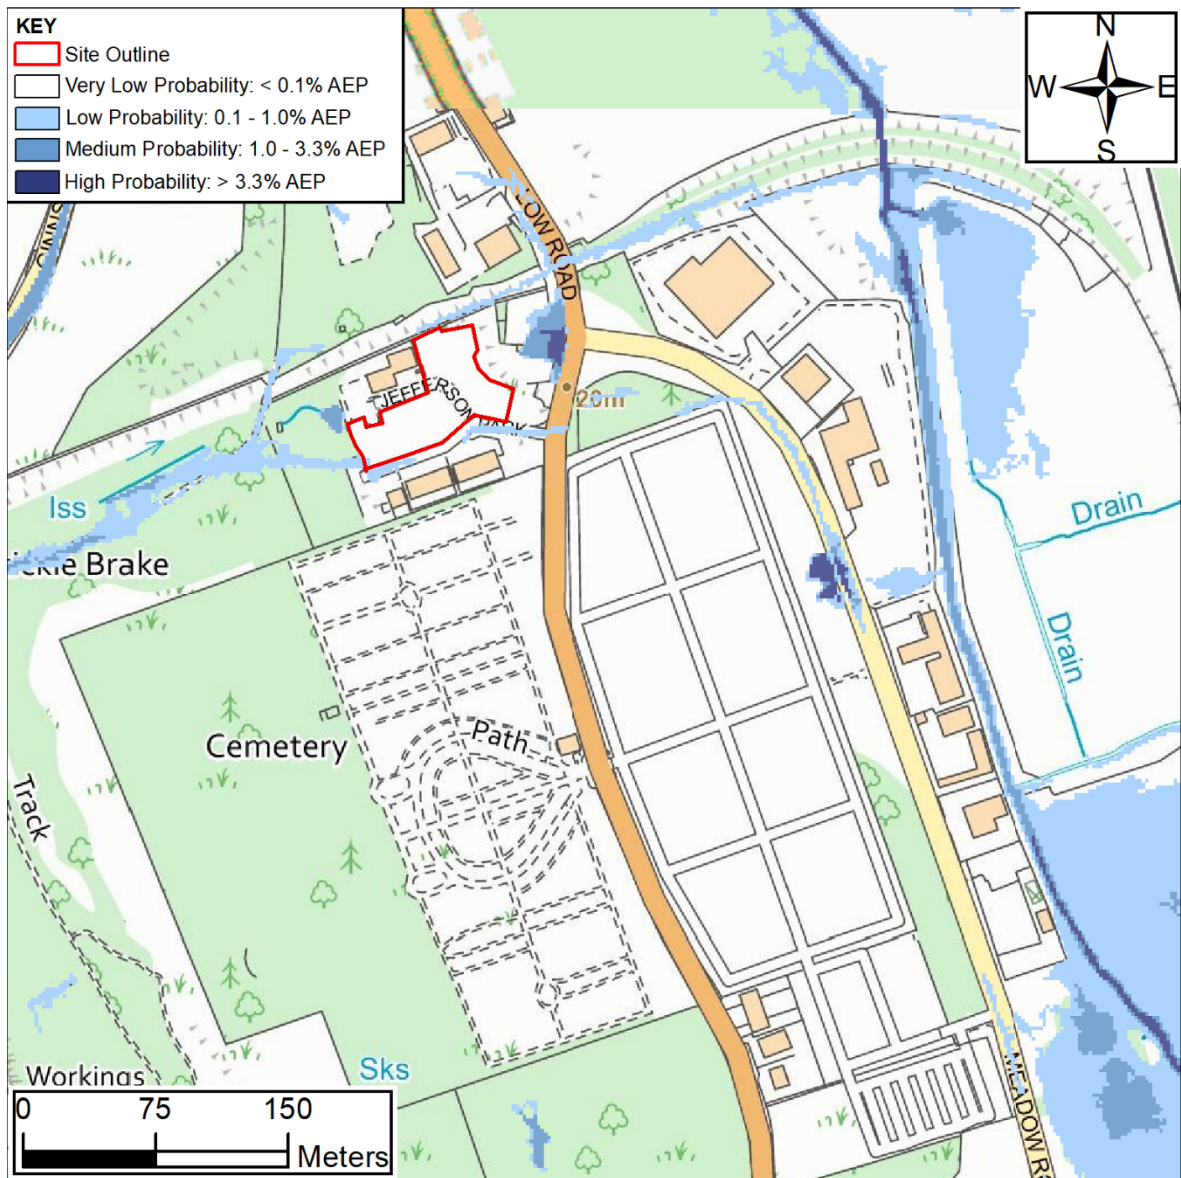 KEY
Site Outline
Very Low Probability: < 0.1% AEP
Low Probability: 0.1 - 1.0% AEP
Medium Probability: 1.0 - 3.3% AEP
High Probability: > 3.3% AEP
N
W E
S
LOW ROAD
JEFFERSON PARK
20m
Iss
Brake
Drain
Drain
Cemetery
Path
Track
Workings
Sks
MEADOW
0 75 150
Meters